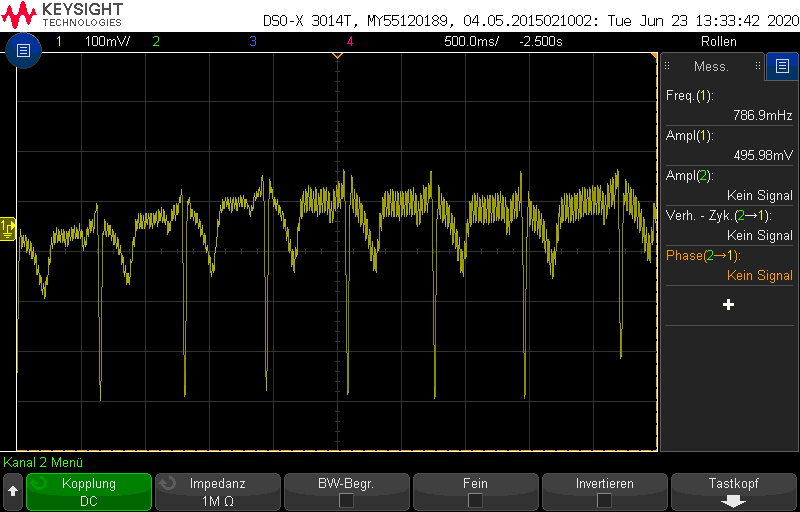 KEYSIGHT
TECHNOLOGIES
DSO-X 3014T, MY55120189, 04.05.2015021002: Tue Jun 23 13:33:42 2020
1 100mV/ 2 3 4 500.0ms/ -2.500s Rollen
Mess.
Freq.(1):
786.9mHz
Ampl(1):
495.98mV
Ampl(2):
Kein Signal
Verh. - Zyk.(2→1):
Kein Signal
Phase(2→1):
Kein Signal
1
Kanal 2 Menü
Kopplung
DC
Impedanz
1M Ω
BW-Begr.
Fein
Invertieren
Tastkopf